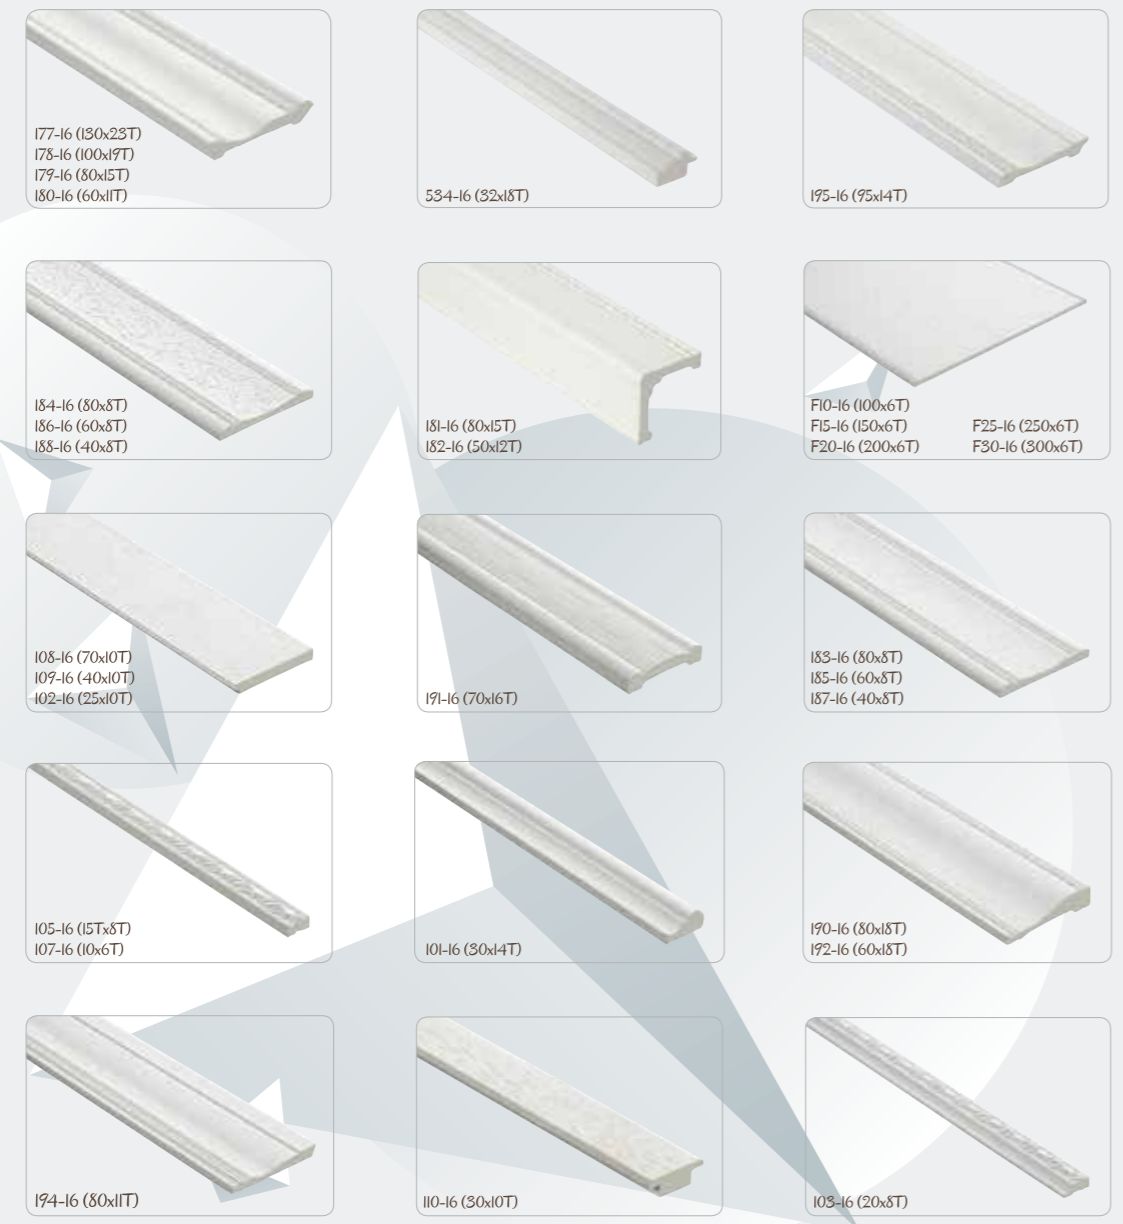 177-16 (130x23T)
178-16 (100x19T)
179-16 (80x15T)
180-16 (60x11T)
534-16 (32x18T)
195-16 (95x14T)
184-16 (80x8T)
186-16 (60x8T)
188-16 (40x8T)
181-16 (80x15T)
182-16 (50x12T)
F10-16 (100x6T)
F15-16 (150x6T)
F20-16 (200x6T)
F25-16 (250x6T)
F30-16 (300x6T)
108-16 (70x10T)
109-16 (40x10T)
102-16 (25x10T)
191-16 (70x16T)
183-16 (80x8T)
185-16 (60x8T)
187-16 (40x8T)
105-16 (15Tx8T)
107-16 (10x6T)
101-16 (30x14T)
190-16 (80x18T)
192-16 (60x18T)
194-16 (80x11T)
110-16 (30x10T)
103-16 (20x8T)